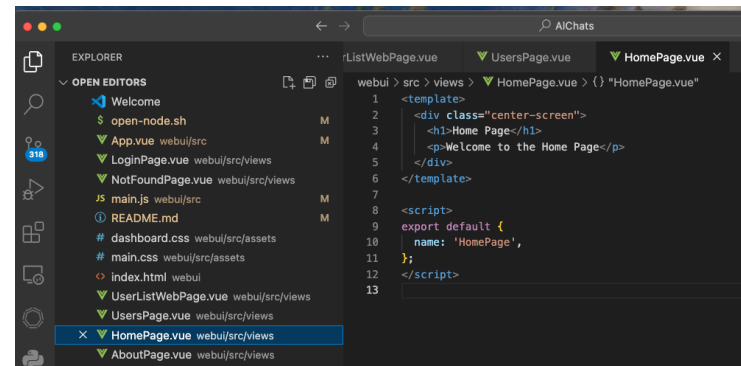 AIChats
EXPLORER
rListWebPage.vue
UsersPage.vue
HomePage.vue
OPEN EDITORS
Welcome
$ open-node.sh M
App.vue webui/src M
LoginPage.vue webui/src/views
NotFoundPage.vue webui/src/views
JS main.js webui/src M
README.md M
# dashboard.css webui/src/assets
# main.css webui/src/assets
<> index.html webui
UserListWebPage.vue webui/src/views
UsersPage.vue webui/src/views
HomePage.vue webui/src/views
AboutPage.vue webui/src/views
318
webui > src > views > HomePage.vue > {} "HomePage.vue"
1 <template>
2 <div class="center-screen">
3 <h1>Home Page</h1>
4 <p>Welcome to the Home Page</p>
5 </div>
6 </template>
7
8 <script>
9 export default {
10 name: 'HomePage',
11 };
12 </script>
13